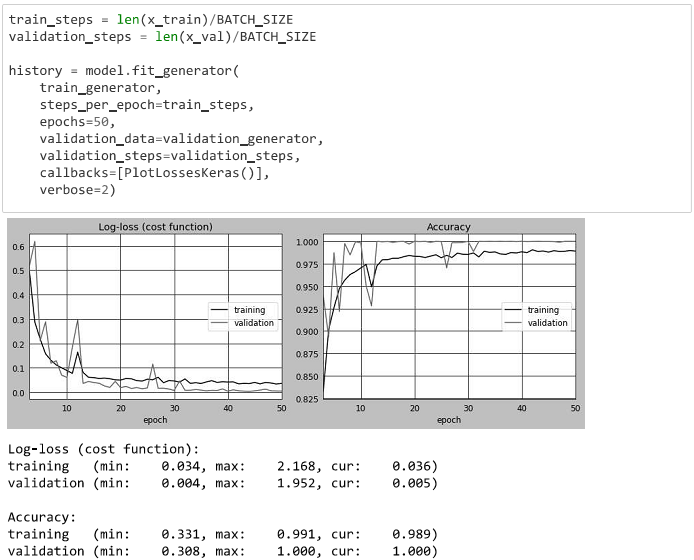 train_steps = len(x_train)/BATCH_SIZE
validation_steps = len(x_val)/BATCH_SIZE
history = model.fit_generator(
    train_generator,
    steps_per_epoch=train_steps,
    epochs=50,
    validation_data=validation_generator,
    validation_steps=validation_steps,
    callbacks=[PlotLossesKeras()],
    verbose=2)
Log-loss (cost function)
0.6
0.5
0.4
0.3
0.2
0.1
0.0
training
validation
10 20 30 40 50
epoch
Accuracy
1.000
0.975
0.950
0.925
0.900
0.875
0.850
0.825
training
validation
10 20 30 40 50
epoch
Log-loss (cost function):
training   (min:    0.034, max:    2.168, cur:    0.036)
validation (min:    0.004, max:    1.952, cur:    0.005)
Accuracy:
training   (min:    0.331, max:    0.991, cur:    0.989)
validation (min:    0.308, max:    1.000, cur:    1.000)